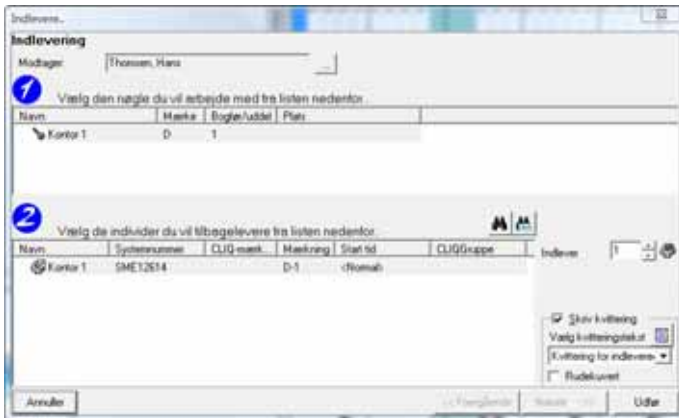 Indlevere..
Indlevering
Modtager: Thomsen, Hans ...
1 Vælg den nøgle du vil arbejde med fra listen nedenfor.
Navn Mærke Bogløs/uddel Plats
Kontor 1 D 1
2 Vælg de individer du vil tilbagelevere fra listen nedenfor.
Navn Systemnummer CLIQ-mærk... Mærkning Start tid CLIQGruppe
Kontor 1 SME12614 D-1 <Normal>
Indlever 1
Skriv kvittering
Vælg kvitteringstekst
Kvittering for indlevere
Rudekuvert
Annuller << Foregående Næste >> Udfør